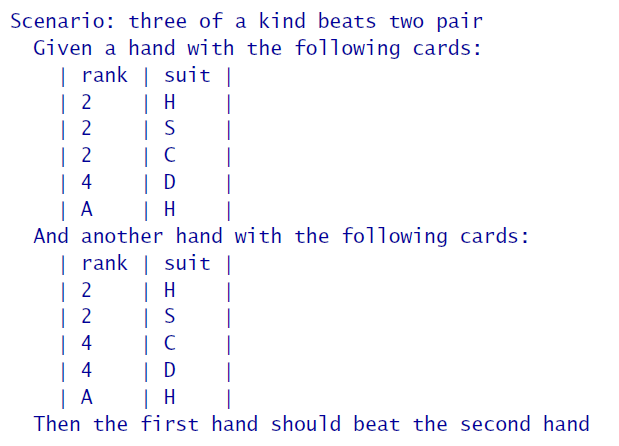 Scenario: three of a kind beats two pair
  Given a hand with the following cards:
    | rank | suit |
    | 2    | H    |
    | 2    | S    |
    | 2    | C    |
    | 4    | D    |
    | A    | H    |
  And another hand with the following cards:
    | rank | suit |
    | 2    | H    |
    | 2    | S    |
    | 4    | C    |
    | 4    | D    |
    | A    | H    |
  Then the first hand should beat the second hand